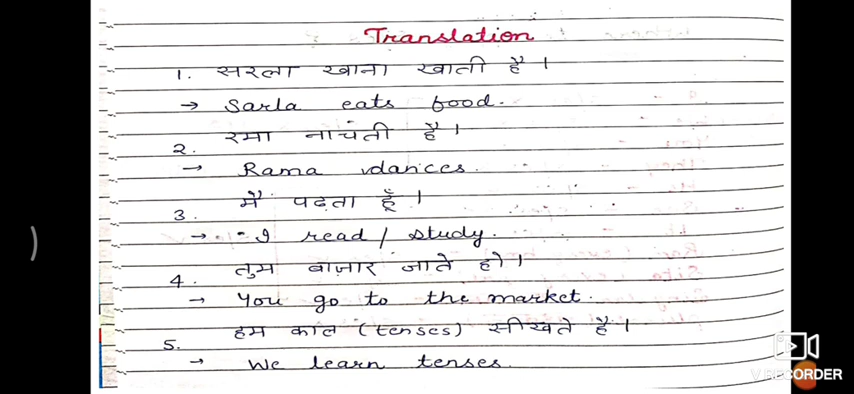 Translation
1. सरला खाना खाती है।
→ Sarla eats food.
2. रमा नाचती है।
→ Rama dances.
3. मैं पढ़ता हूँ।
→ - I read / study.
4. तुम बाज़ार जाते हो।
→ You go to the market.
5. हम काल (tenses) सीखते हैं।
→ We learn tenses.
V.RECORDER